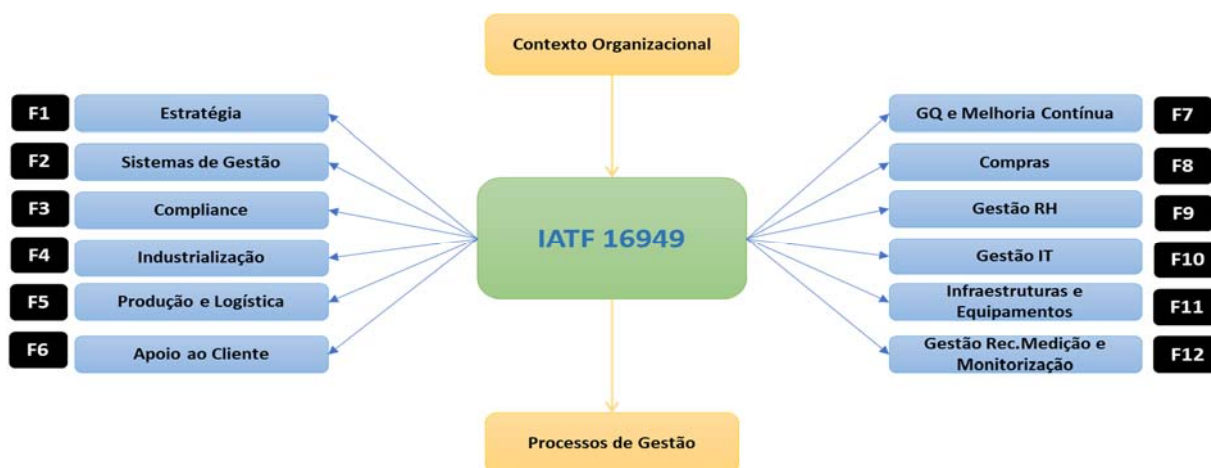 Contexto Organizacional
F1 Estratégia
F2 Sistemas de Gestão
F3 Compliance
F4 Industrialização
F5 Produção e Logística
F6 Apoio ao Cliente
IATF 16949
GQ e Melhoria Contínua F7
Compras F8
Gestão RH F9
Gestão IT F10
Infraestruturas e
Equipamentos F11
Gestão Rec.Medição e
Monitorização F12
Processos de Gestão